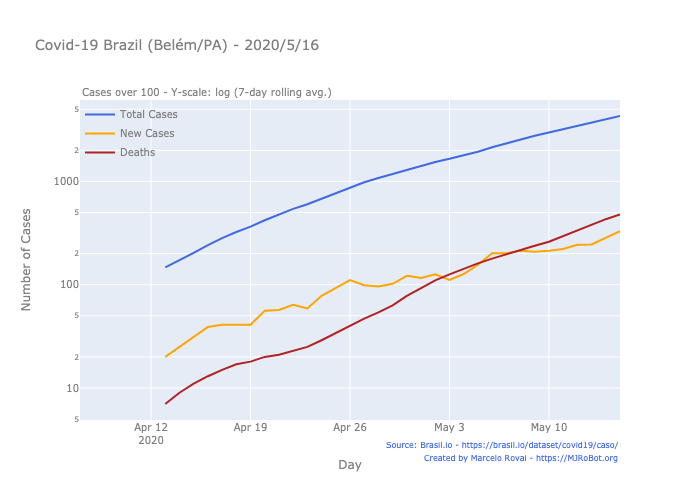 Covid-19 Brazil (Belém/PA) - 2020/5/16
Cases over 100 - Y-scale: log (7-day rolling avg.)
Total Cases
New Cases
Deaths
5
2
1000
5
2
100
5
2
10
5
Number of Cases
Apr 12
2020
Apr 19
Apr 26
May 3
May 10
Day
Source: Brasil.io - https://brasil.io/dataset/covid19/caso/
Created by Marcelo Rovai - https://MJRoBot.org